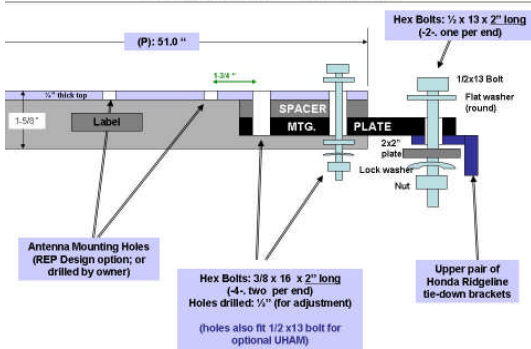 Hex Bolts: ½ x 13 x 2” long
(-2-. one per end)
(P): 51.0 “
1/2x13 Bolt
Flat washer
(round)
1-3/4 “
¼” thick top
1-5/8”
Label
SPACER
MTG. PLATE
2x2”
plate
Lock washer
Nut
Antenna Mounting Holes
(REP Design option; or
drilled by owner)
Hex Bolts: 3/8 x 16 x 2” long
(-4-. two per end)
Holes drilled: ½” (for adjustment)
(holes also fit 1/2 x13 bolt for
optional UHAM)
Upper pair of
Honda Ridgeline
tie-down brackets